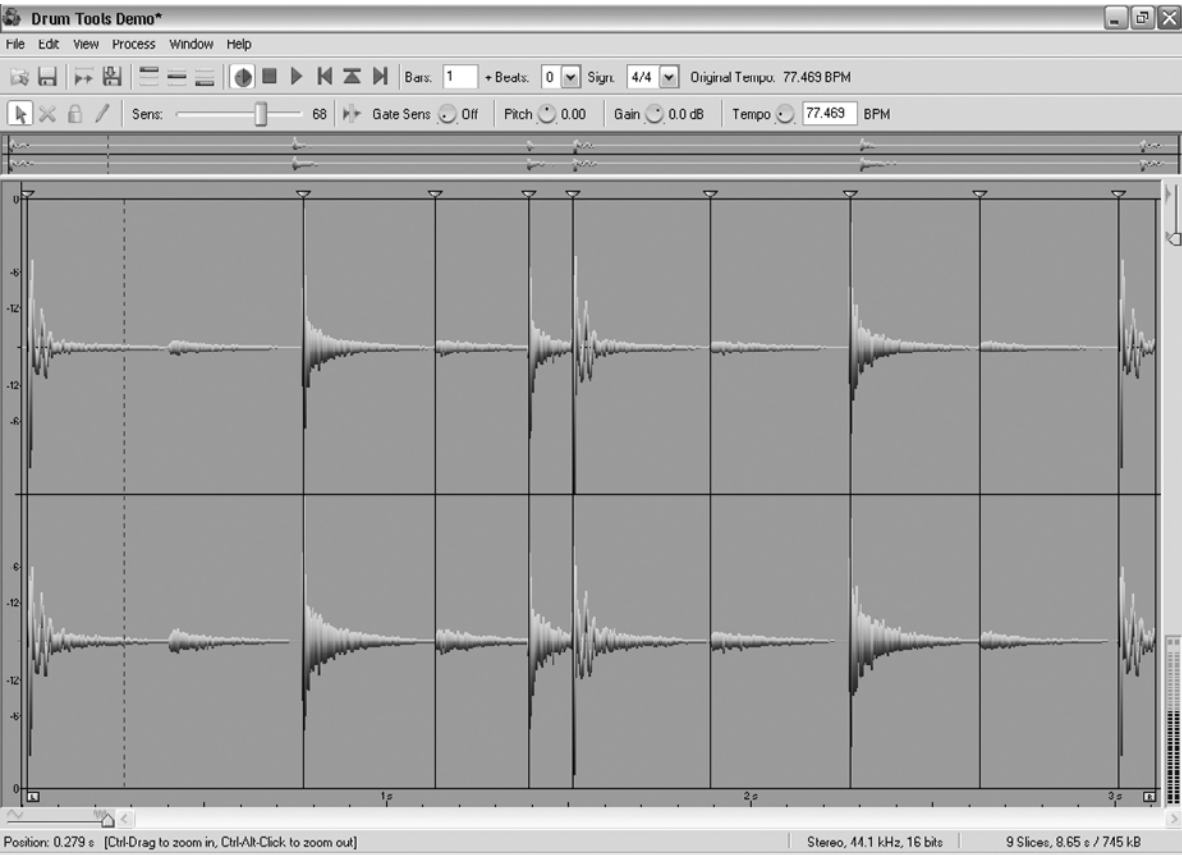 Drum Tools Demo*
File Edit View Process Window Help
Bars: 1 + Beats: 0 Sign: 4/4 Original Tempo: 77.469 BPM
Sens: 68 Gate Sens Off Pitch 0.00 Gain 0.0 dB Tempo 77.469 BPM
0
-6
-12
-12
-6
-6
-12
-12
-6
0
L 1s 2s 3s R
Position: 0.279 s [Ctrl-Drag to zoom in, Ctrl-Alt-Click to zoom out] Stereo, 44.1 kHz, 16 bits 9 Slices, 8.65 s / 745 kB